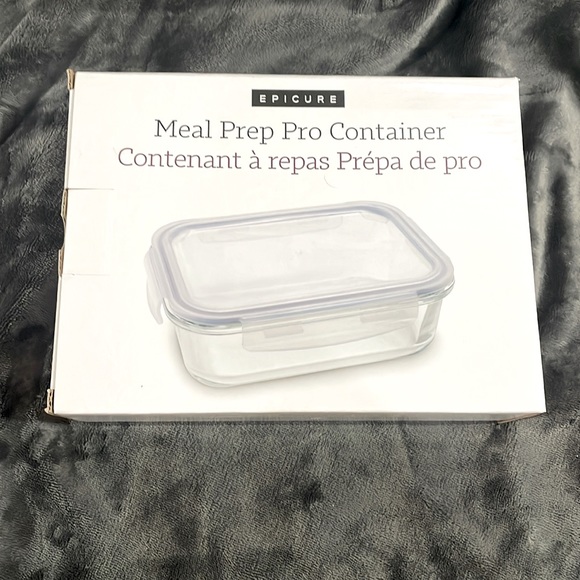 EPICURE
Meal Prep Pro Container
Contenant à repas Prépa de pro